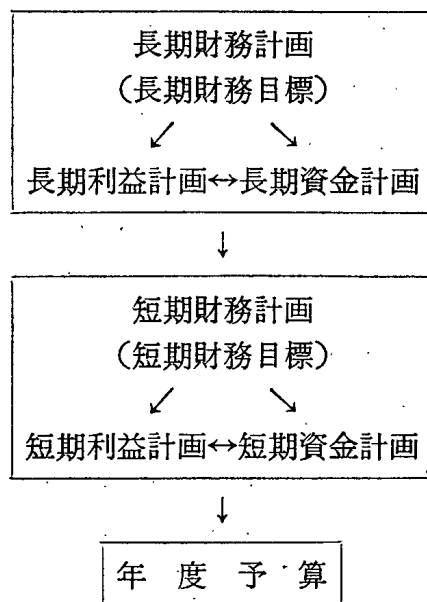 長期財務計画
(長期財務目標)
↙ ↘
長期利益計画↔長期資金計画
↓
短期財務計画
(短期財務目標)
↙ ↘
短期利益計画↔短期資金計画
↓
年度予算